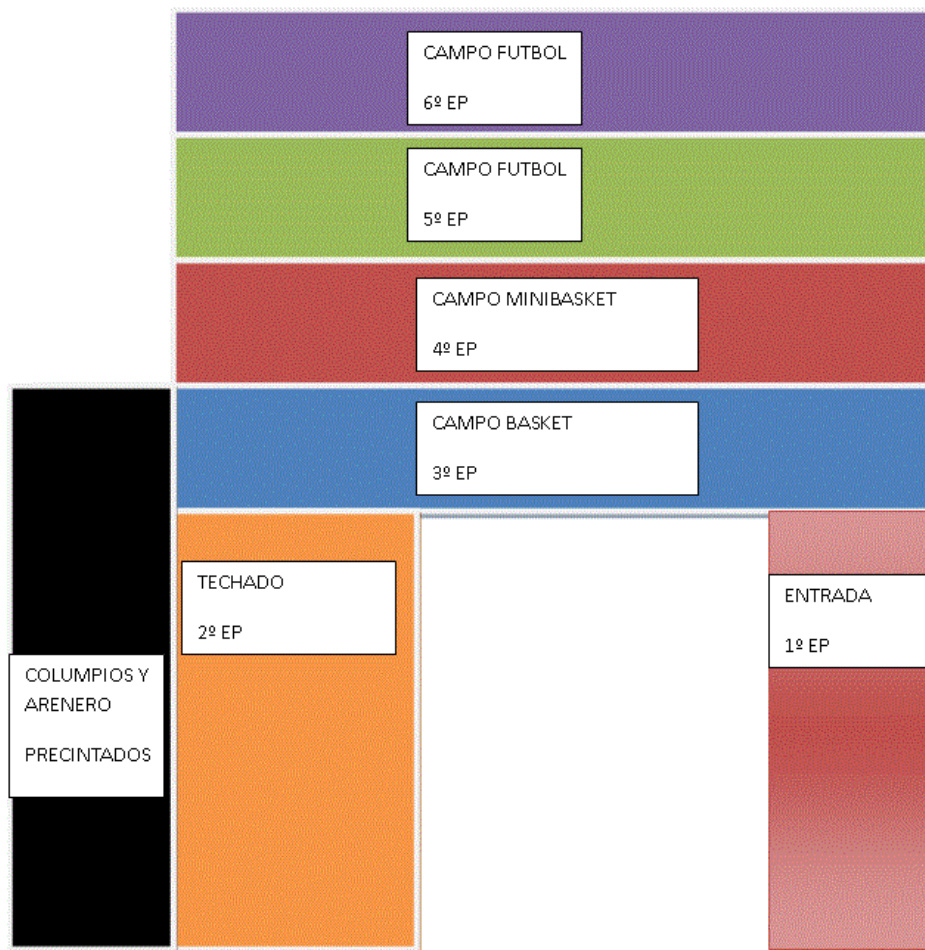 CAMPO FUTBOL
6º EP
CAMPO FUTBOL
5º EP
CAMPO MINIBASKET
4º EP
CAMPO BASKET
3º EP
TECHADO
2º EP
ENTRADA
1º EP
COLUMPIOS Y
ARENERO
PRECINTADOS